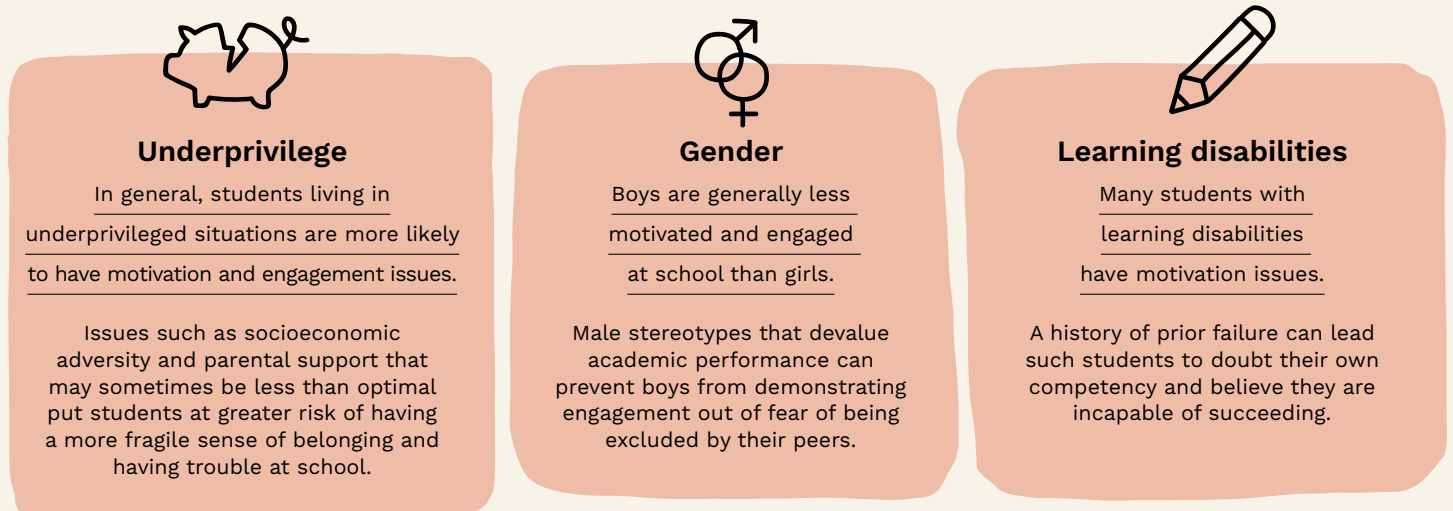 Underprivilege
In general, students living in
underprivileged situations are more likely
to have motivation and engagement issues.
Issues such as socioeconomic
adversity and parental support that
may sometimes be less than optimal
put students at greater risk of having
a more fragile sense of belonging and
having trouble at school.
Gender
Boys are generally less
motivated and engaged
at school than girls.
Male stereotypes that devalue
academic performance can
prevent boys from demonstrating
engagement out of fear of being
excluded by their peers.
Learning disabilities
Many students with
learning disabilities
have motivation issues.
A history of prior failure can lead
such students to doubt their own
competency and believe they are
incapable of succeeding.